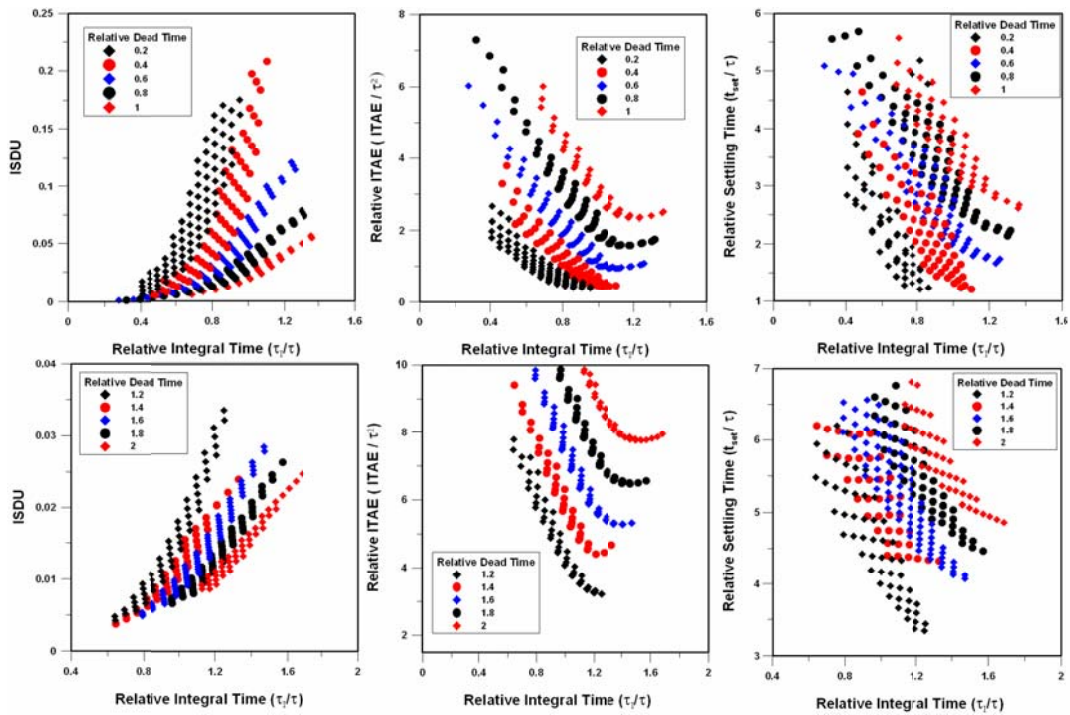 ISDU
0.25
0.2
0.15
0.1
0.05
0
Relative Dead Time
0.2
0.4
0.6
0.8
1
0 0.4 0.8 1.2 1.6
Relative Integral Time (τI/τ)
Relative ITAE ( ITAE / τ²)
8
6
4
2
0
Relative Dead Time
0.2
0.4
0.6
0.8
1
0 0.4 0.8 1.2 1.6
Relative Integral Time (τI/τ)
Relative Settling Time (tset/ τ)
6
5
4
3
2
1
Relative Dead Time
0.2
0.4
0.6
0.8
1
0 0.4 0.8 1.2 1.6
Relative Integral Time (τI/τ)
ISDU
0.04
0.03
0.02
0.01
0
Relative Dead Time
1.2
1.4
1.6
1.8
2
0.4 0.8 1.2 1.6 2
Relative Integral Time (τI/τ)
Relative ITAE ( ITAE / τ²)
10
8
6
4
2
Relative Dead Time
1.2
1.4
1.6
1.8
2
0 0.4 0.8 1.2 1.6 2
Relative Integral Time (τI/τ)
Relative Settling Time (tset/ τ)
7
6
5
4
3
Relative Dead Time
1.2
1.4
1.6
1.8
2
0.4 0.8 1.2 1.6 2
Relative Integral Time (τI/τ)